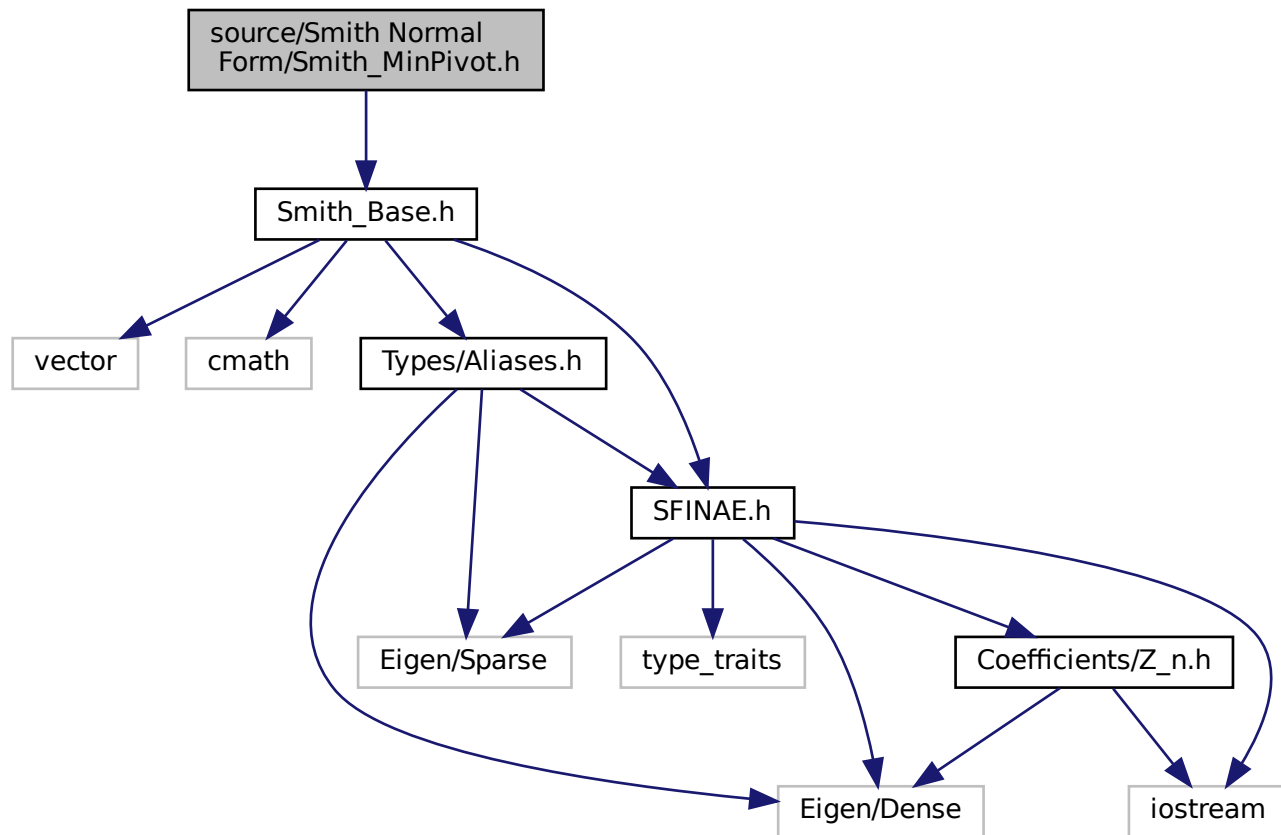 source/Smith Normal
Form/Smith_MinPivot.h
Smith_Base.h
vector
cmath
Types/Aliases.h
SFINAE.h
Eigen/Sparse
type_traits
Coefficients/Z_n.h
Eigen/Dense
iostream